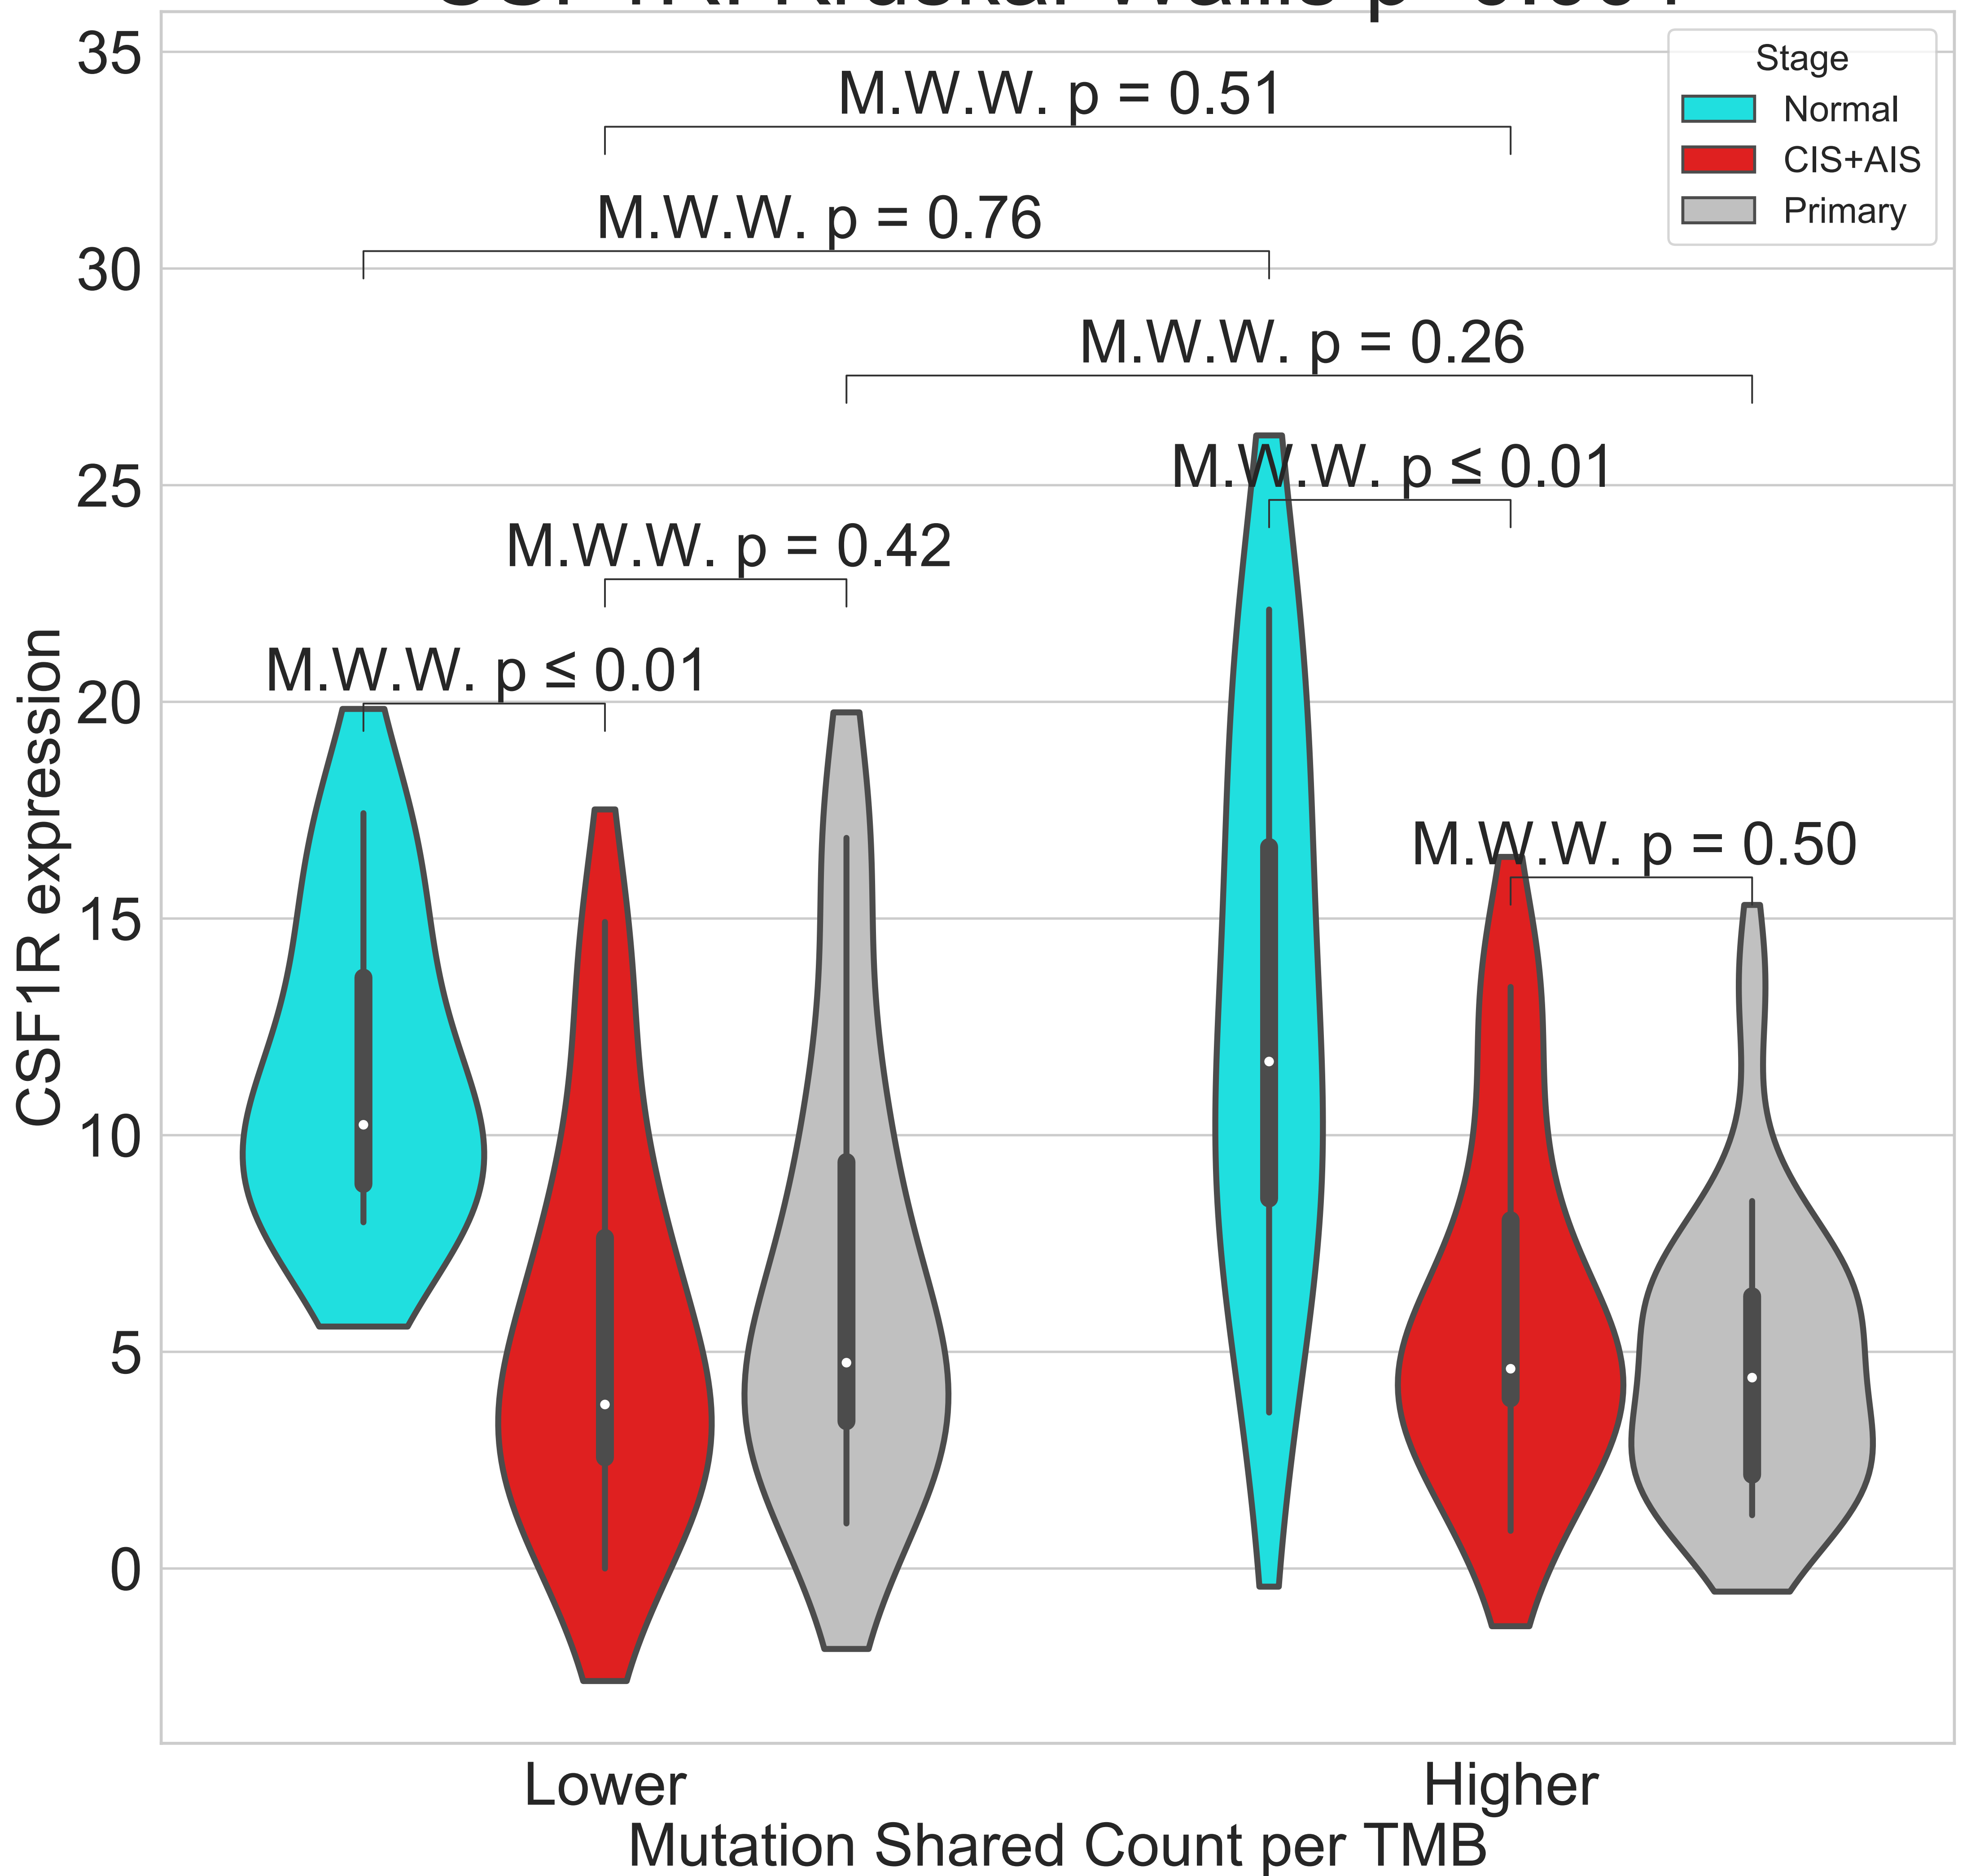 35
30
25
20
15
10
5
0
CSF1R expression
M.W.W. p = 0.51
M.W.W. p = 0.76
M.W.W. p = 0.26
M.W.W. p ≤ 0.01
M.W.W. p = 0.42
M.W.W. p ≤ 0.01
M.W.W. p = 0.50
Stage
Normal
CIS+AIS
Primary
Lower
Higher
Mutation Shared Count per TMB